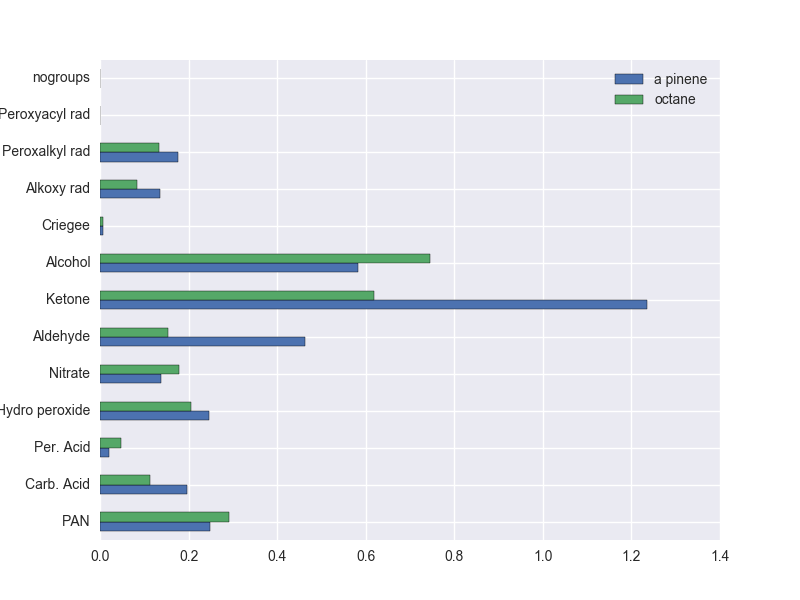 nogroups
Peroxyacyl rad
Peroxalkyl rad
Alkoxy rad
Criegee
Alcohol
Ketone
Aldehyde
Nitrate
Hydro peroxide
Per. Acid
Carb. Acid
PAN
0.0 0.2 0.4 0.6 0.8 1.0 1.2 1.4
a pinene
octane